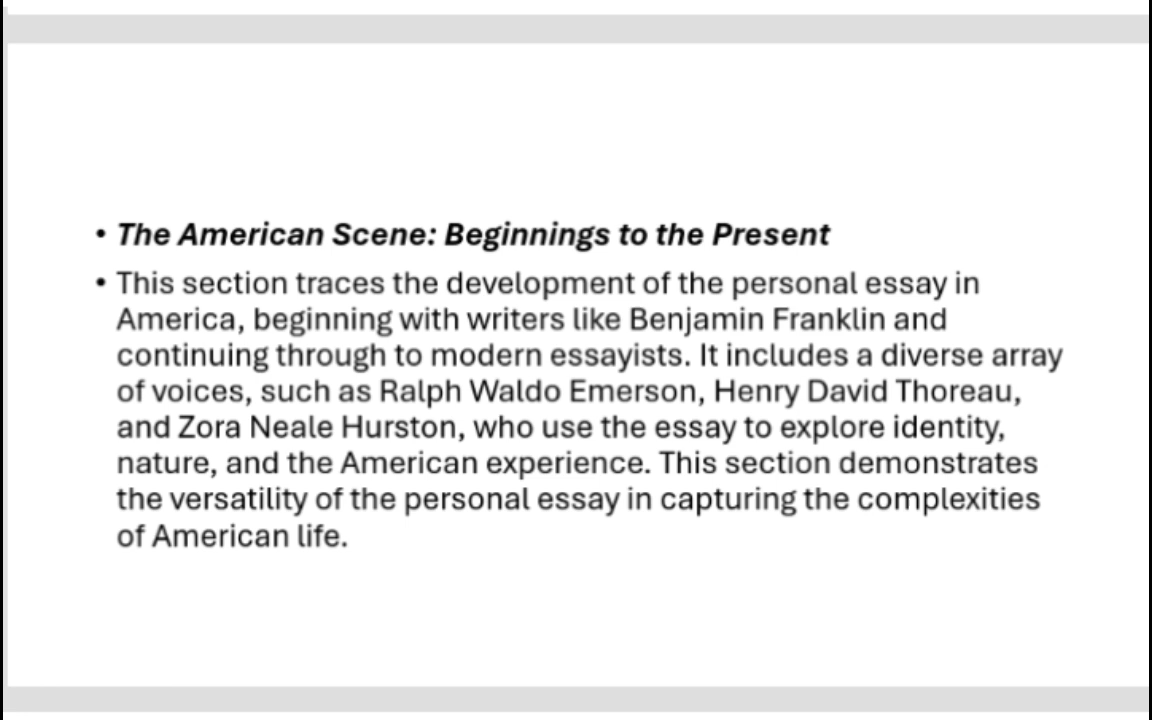 • The American Scene: Beginnings to the Present
• This section traces the development of the personal essay in
America, beginning with writers like Benjamin Franklin and
continuing through to modern essayists. It includes a diverse array
of voices, such as Ralph Waldo Emerson, Henry David Thoreau,
and Zora Neale Hurston, who use the essay to explore identity,
nature, and the American experience. This section demonstrates
the versatility of the personal essay in capturing the complexities
of American life.